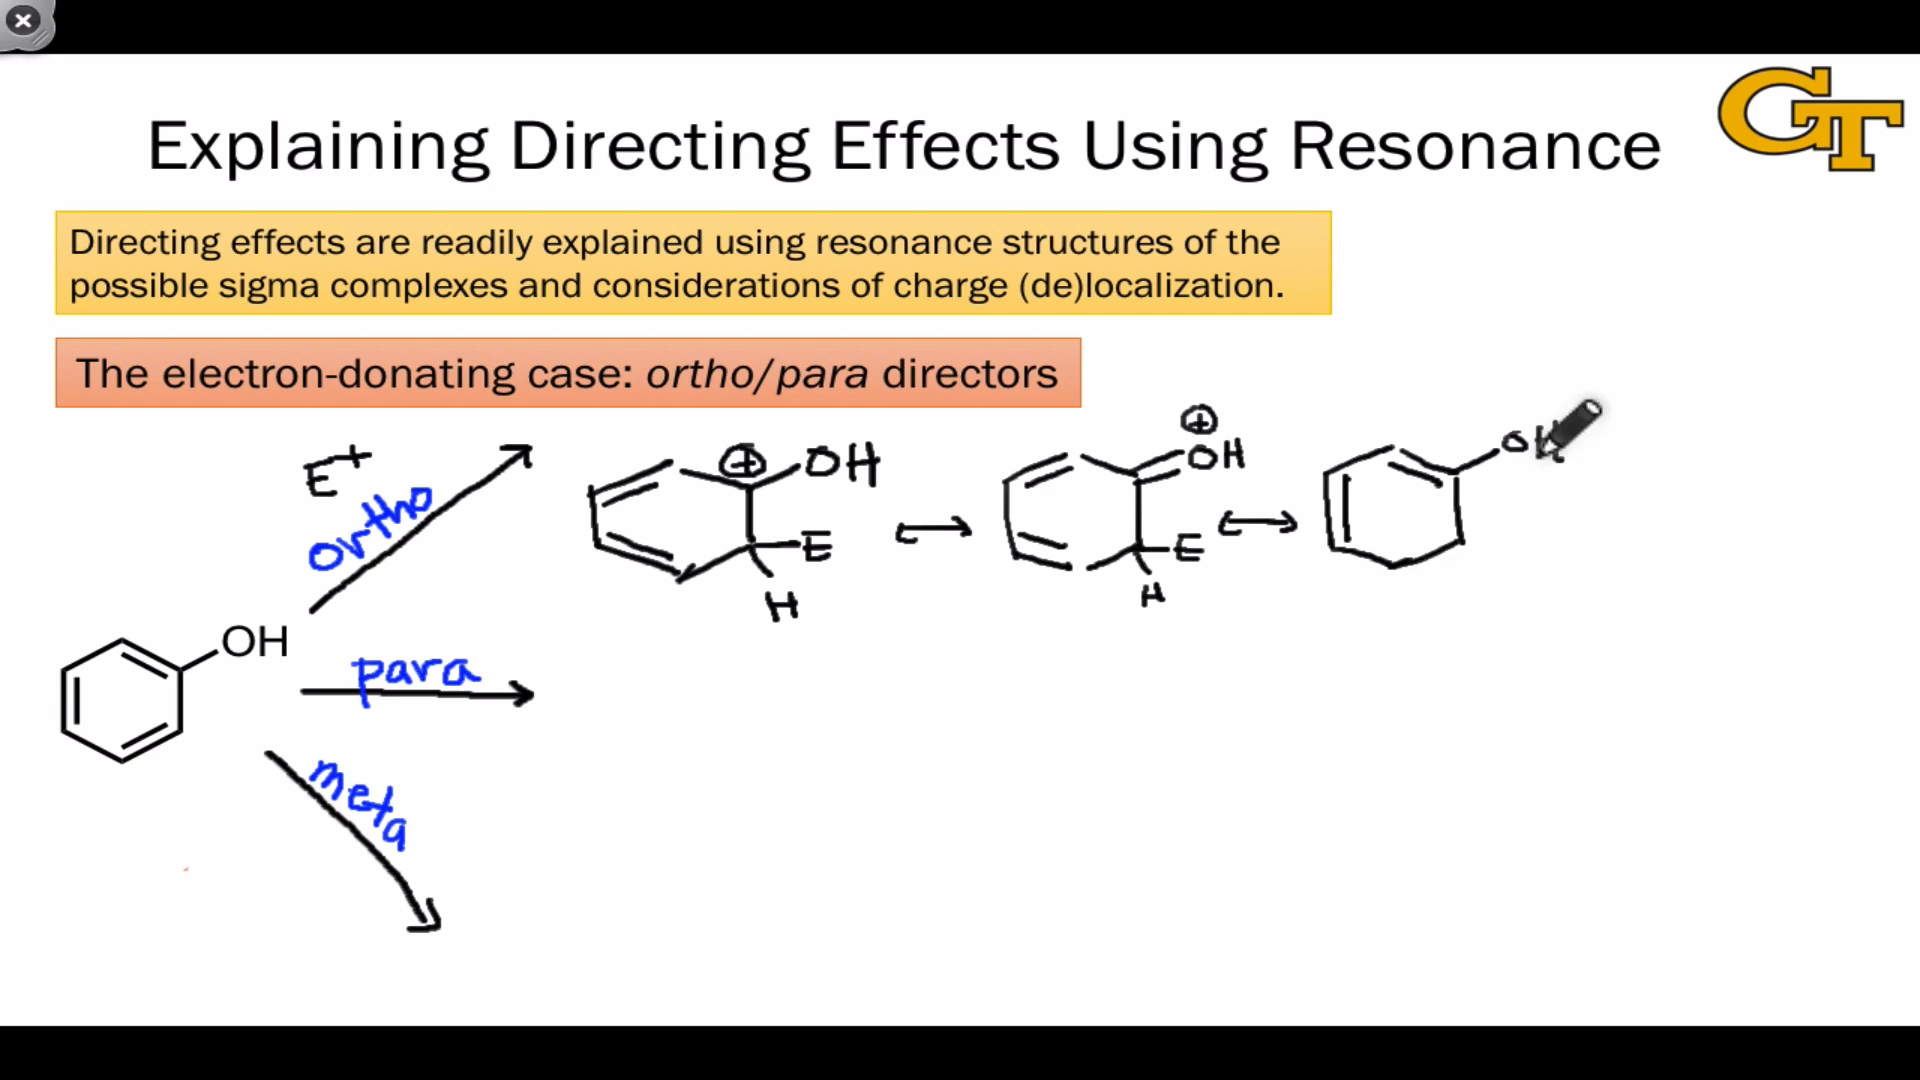 GT
Explaining Directing Effects Using Resonance
Directing effects are readily explained using resonance structures of the
possible sigma complexes and considerations of charge (de)localization.
The electron-donating case: ortho/para directors
E+
ortho
+ OH
E
H
+
OH
E
H
OH
OH
para
meta